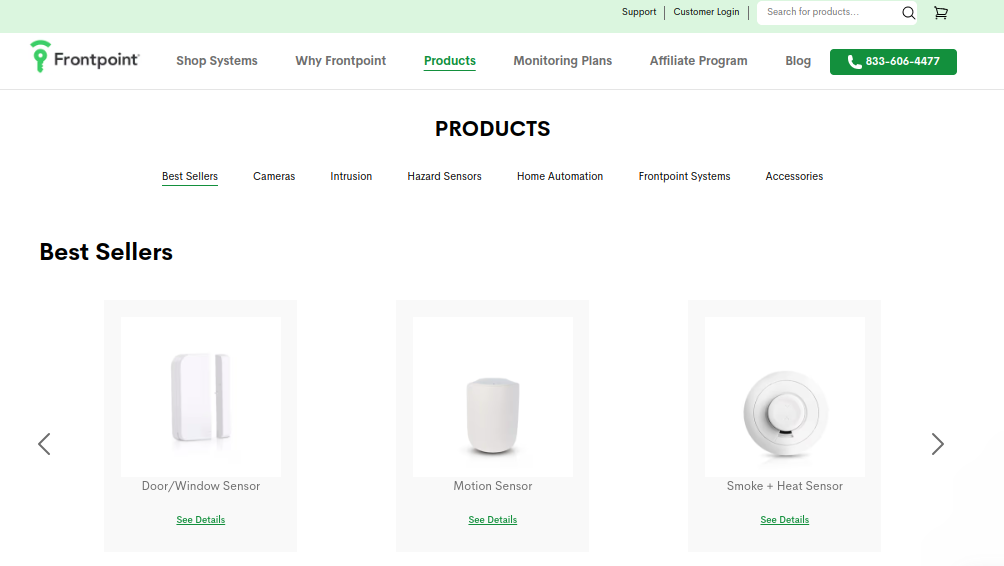 Support
Customer Login
Search for products...
Frontpoint
Shop Systems
Why Frontpoint
Products
Monitoring Plans
Affiliate Program
Blog
833-606-4477
PRODUCTS
Best Sellers
Cameras
Intrusion
Hazard Sensors
Home Automation
Frontpoint Systems
Accessories
Best Sellers
Door/Window Sensor
Motion Sensor
Smoke + Heat Sensor
See Details
See Details
See Details